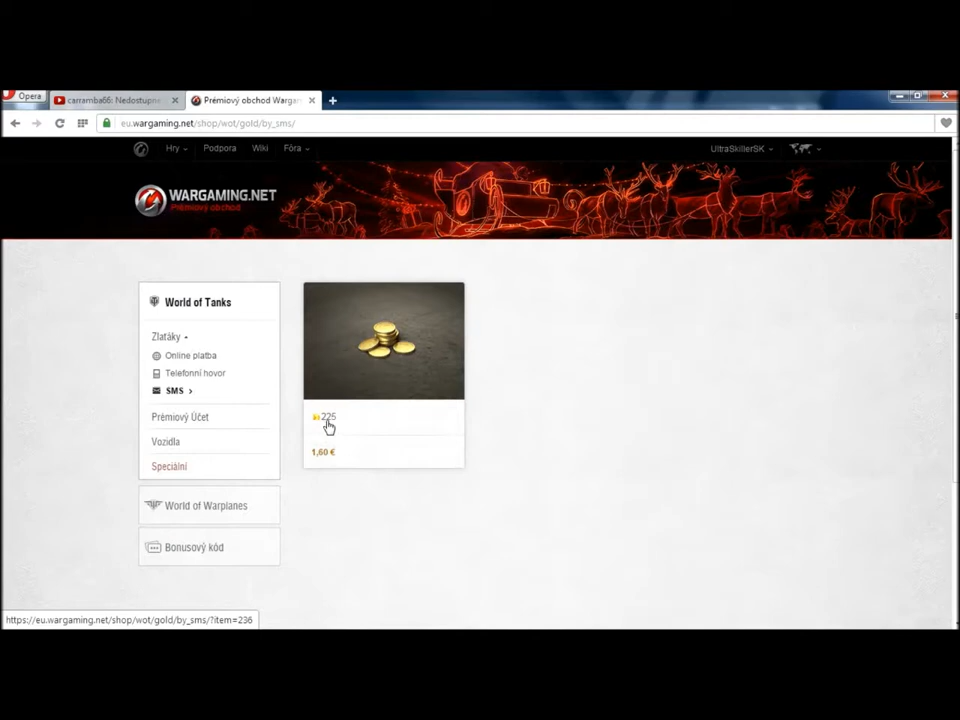 Opera
carramba66: Nedostupne
Prémiový obchod Wargam
eu.wargaming.net/shop/wot/gold/by_sms/
Hry
Podpora
Wiki
Fóra
UltraSkillerSK
WARGAMING.NET
Prémiový obchod
World of Tanks
Zlaťáky
Online platba
Telefonní hovor
SMS
Prémiový Účet
Vozidla
Speciální
World of Warplanes
Bonusový kód
225
1,60 €
https://eu.wargaming.net/shop/wot/gold/by_sms/?item=236